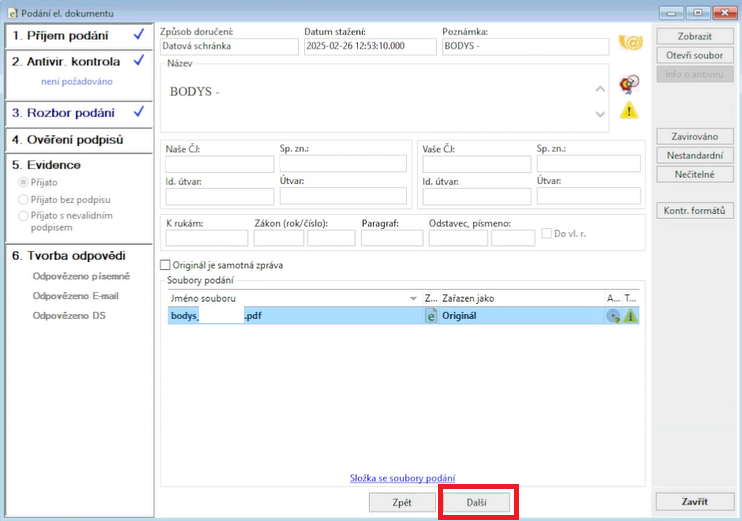 Podání el. dokumentu
1. Příjem podání
2. Antivir. kontrola
není požadováno
3. Rozbor podání
4. Ověření podpisů
5. Evidence
Přijato
Přijato bez podpisu
Přijato s nevalidním
podpisem
6. Tvorba odpovědí
Odpovězeno písemně
Odpovězeno E-mail
Odpovězeno DS
Způsob doručení: Datum stažení: Poznámka:
Datová schránka 2025-02-26 12:53:10.000 BODYS -
Název
BODYS -
Naše ČJ: Sp. zn.: Vaše ČJ: Sp. zn.:
Id. útvar: Útvar: Id. útvar: Útvar:
K rukám: Zákon (rok/číslo): Paragraf: Odstavec, písmeno:
Do vl. r.
Originál je samotná zpráva
Soubory podání
Jméno souboru Z... Zařazen jako A... T...
bodys_ .pdf Originál
Složka se soubory podání
Zpět Další
Zobrazit
Otevři soubor
Info o antiviru
Zavirováno
Nestandardní
Nečitelné
Kontr. formátů
Zavřít